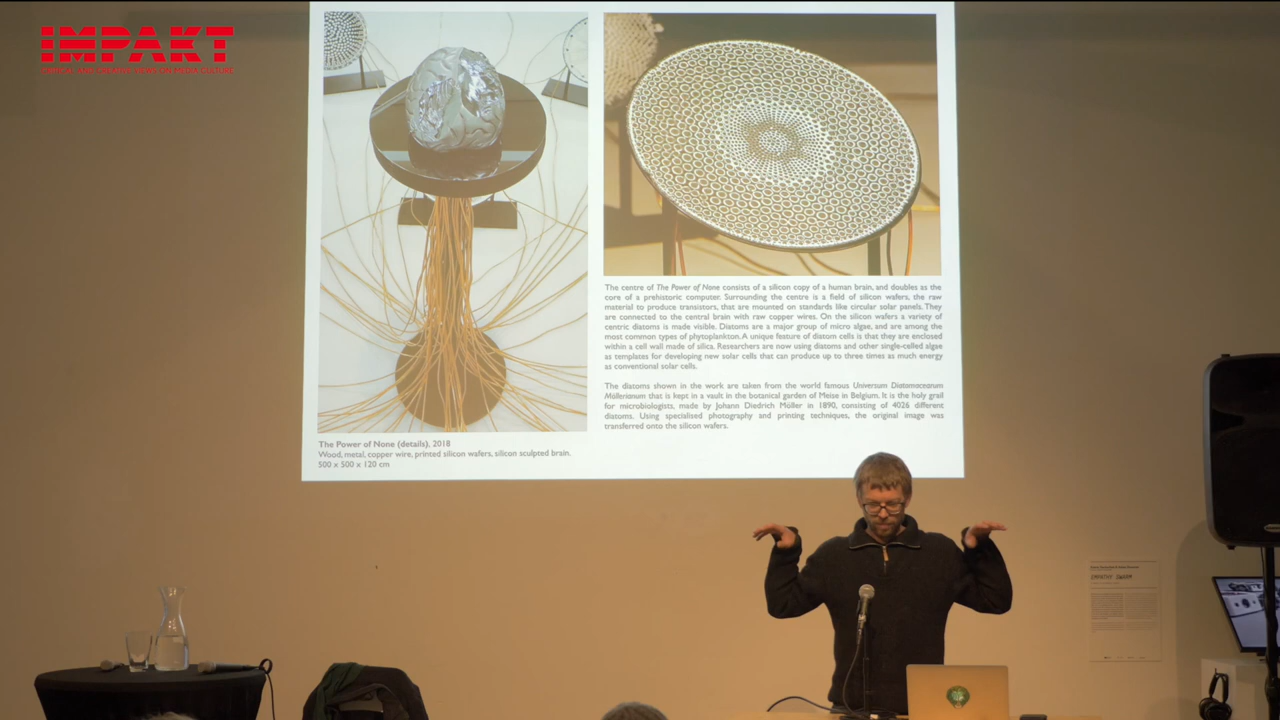 IMPAKT
CRITICAL AND CREATIVE VIEWS ON MEDIA CULTURE
The centre of The Power of None consists of a silicon copy of a human brain, and doubles as the
core of a prehistoric computer. Surrounding the centre is a field of silicon wafers, the raw
material to produce transistors, that are mounted on standards like circular solar panels. They
are connected to the central brain with raw copper wires. On the silicon wafers a variety of
centric diatoms is made visible. Diatoms are a major group of micro algae, and are among the
most common types of phytoplankton. A unique feature of diatom cells is that they are enclosed
within a cell wall made of silica. Researchers are now using diatoms and other single-celled algae
as templates for developing new solar cells that can produce up to three times as much energy
as conventional solar cells.
The diatoms shown in the work are taken from the world famous Universum Diatomacearum
Möllerianum that is kept in a vault in the botanical garden of Meise in Belgium. It is the holy grail
for microbiologists, made by Johann Diedrich Möller in 1890, consisting of 4026 different
diatoms. Using specialised photography and printing techniques, the original image was
transferred onto the silicon wafers.
The Power of None (details), 2018
Wood, metal, copper wire, printed silicon wafers, silicon sculpted brain.
500 x 500 x 120 cm
EMPATHY SWARM